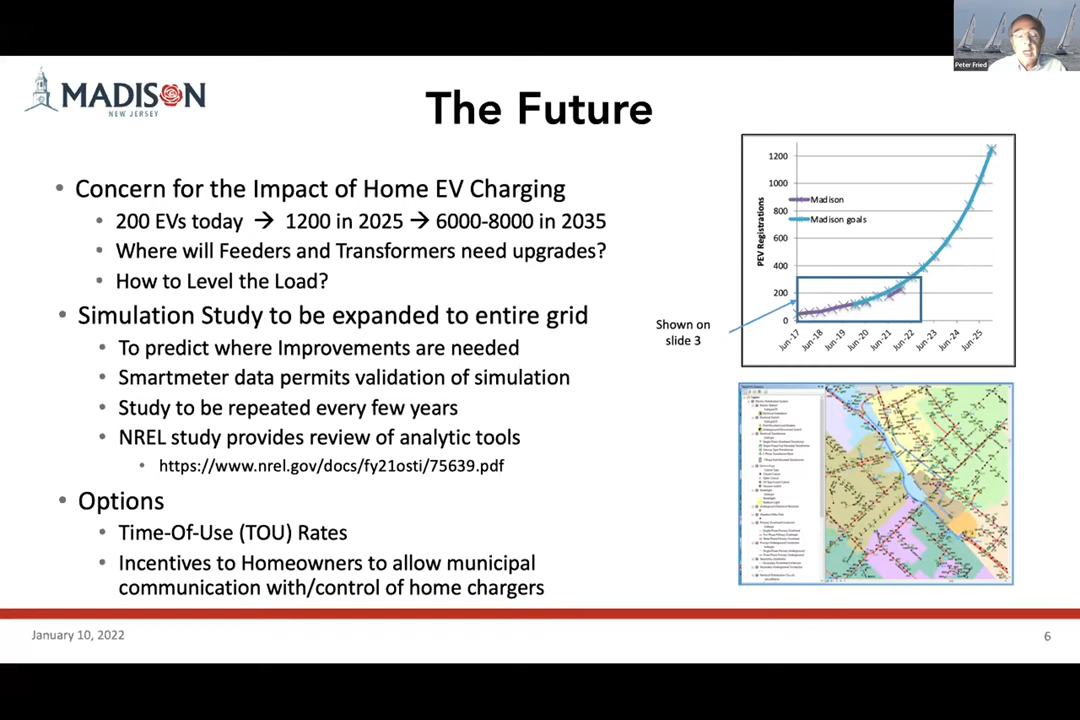 Peter Fried
MADISON
NEW JERSEY
The Future
• Concern for the Impact of Home EV Charging
• 200 EVs today → 1200 in 2025 → 6000-8000 in 2035
• Where will Feeders and Transformers need upgrades?
• How to Level the Load?
• Simulation Study to be expanded to entire grid
• To predict where Improvements are needed
• Smartmeter data permits validation of simulation
• Study to be repeated every few years
• NREL study provides review of analytic tools
• https://www.nrel.gov/docs/fy21osti/75639.pdf
• Options
• Time-Of-Use (TOU) Rates
• Incentives to Homeowners to allow municipal
communication with/control of home chargers
PEV Registrations
1200
1000
800
600
400
200
0
Madison
Madison goals
Jun-17
Jun-18
Jun-19
Jun-20
Jun-21
Jun-22
Jun-23
Jun-24
Jun-25
Shown on
slide 3
January 10, 2022
6